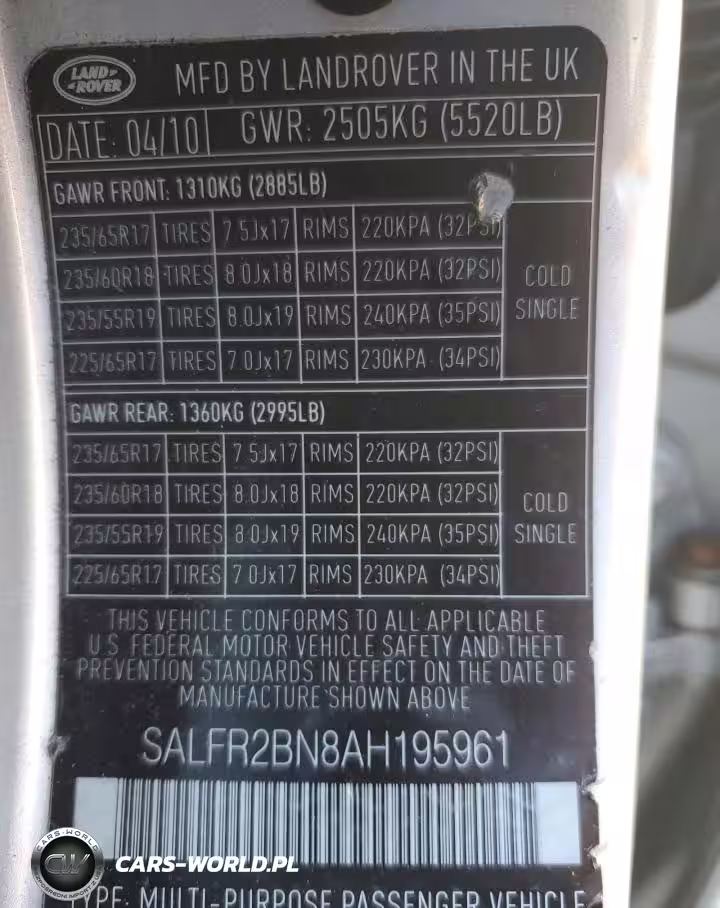 LAND ROVER MFD BY LANDROVER IN THE UK
DATE: 04/10 GWR: 2505KG (5520LB)
GAWR FRONT: 1310KG (2885LB)
235/65R17 TIRES 7.5Jx17 RIMS 220KPA (32PSI)
235/60R18 TIRES 8.0Jx18 RIMS 220KPA (32PSI)
235/55R19 TIRES 8.0Jx19 RIMS 240KPA (35PSI)
225/65R17 TIRES 7.0Jx17 RIMS 230KPA (34PSI)
COLD
SINGLE
GAWR REAR: 1360KG (2995LB)
235/65R17 TIRES 7.5Jx17 RIMS 220KPA (32PSI)
235/60R18 TIRES 8.0Jx18 RIMS 220KPA (32PSI)
235/55R19 TIRES 8.0Jx19 RIMS 240KPA (35PSI)
225/65R17 TIRES 7.0Jx17 RIMS 230KPA (34PSI)
COLD
SINGLE
THIS VEHICLE CONFORMS TO ALL APPLICABLE
U.S. FEDERAL MOTOR VEHICLE SAFETY AND THEFT
PREVENTION STANDARDS IN EFFECT ON THE DATE OF
MANUFACTURE SHOWN ABOVE
SALFR2BN8AH195961
CARS-WORLD
CW
CARS-WORLD.PL
MULTI-PURPOSE PASSENGER VEHICLE